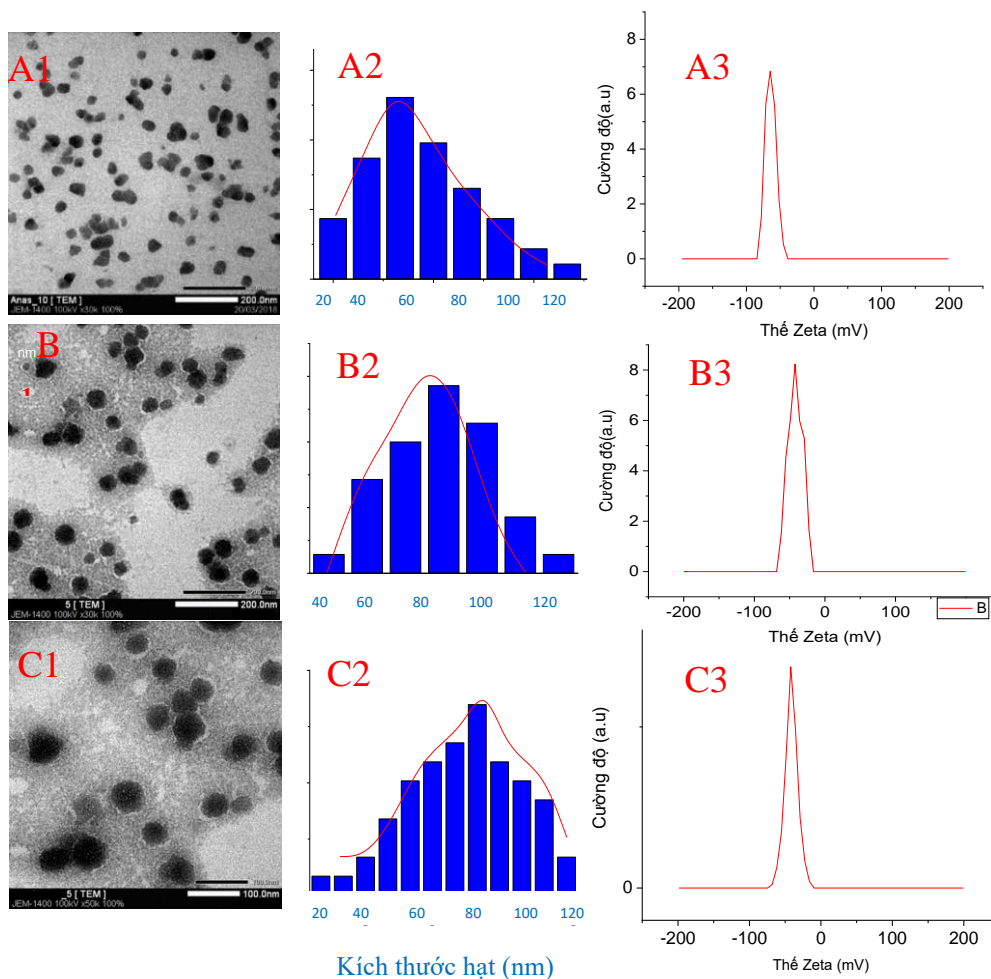 A1
Anas_10 [ TEM ]
200.0nm
JEM-1400 100kV x30k 100%
20/03/2018
A2
20 40 60 80 100 120
A3
Cường độ(a.u)
8
6
4
2
0
-200 -100 0 100 200
Thế Zeta (mV)
B
nm
1
5 [ TEM ]
200.0nm
JEM-1400 100kV x30k 100%
B2
40 60 80 100 120
B3
Cường độ(a.u)
8
6
4
2
0
-200 -100 0 100
B
Thế Zeta (mV)
C1
_5 [ TEM ]
100.0nm
JEM-1400 100kV x50k 100%
C2
20 40 60 80 100 120
Kích thước hạt (nm)
C3
Cường độ (a.u)
0
-200 -100 0 100 200
Thế Zeta (mV)